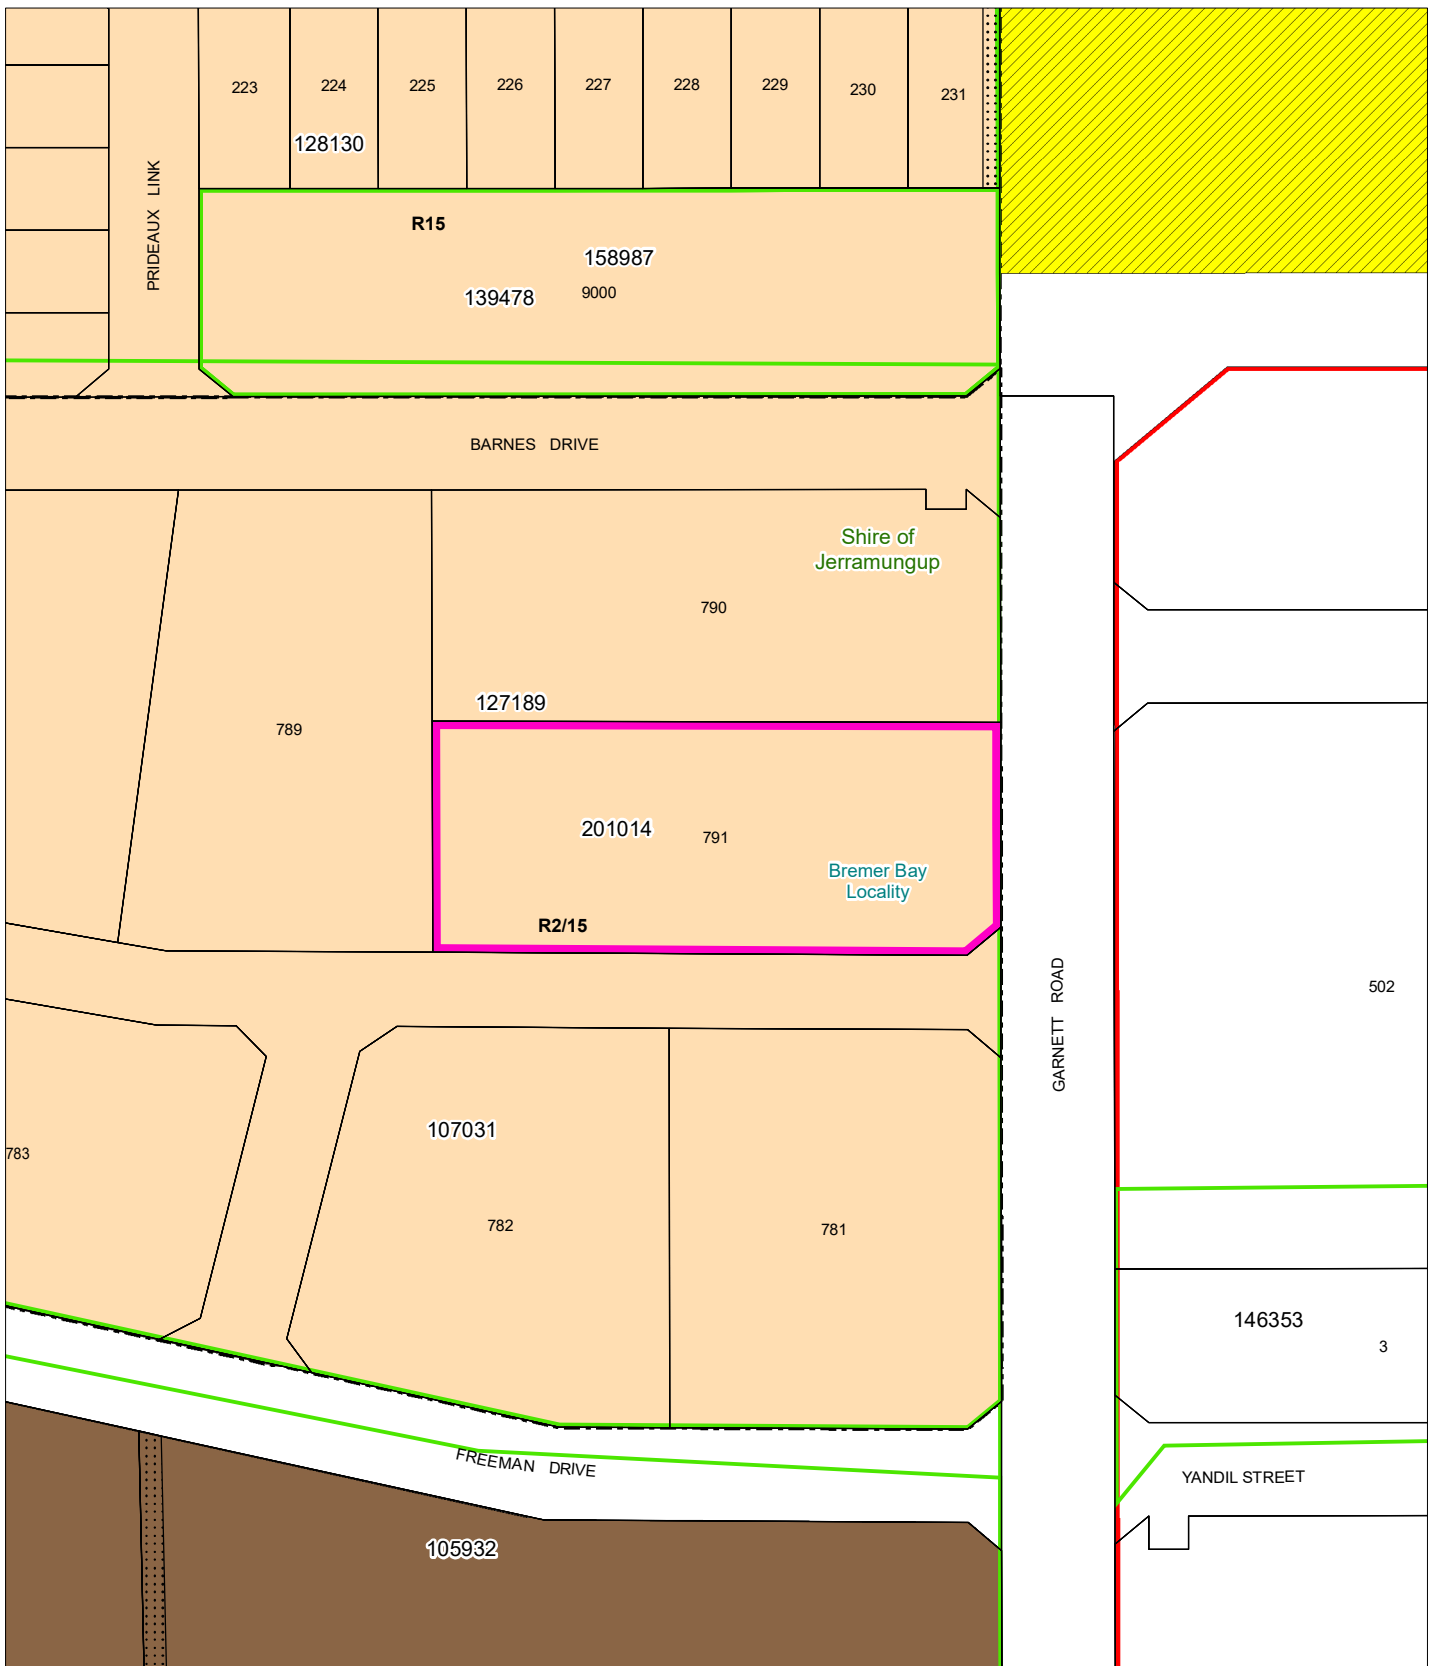 223
224
225
226
227
228
229
230
231
128130
PRIDEAUX LINK
R15
158987
139478
9000
BARNES DRIVE
Shire of
Jerramungup
790
127189
789
201014
791
Bremer Bay
Locality
R2/15
GARNETT ROAD
502
107031
783
782
781
146353
3
FREEMAN DRIVE
YANDIL STREET
105932